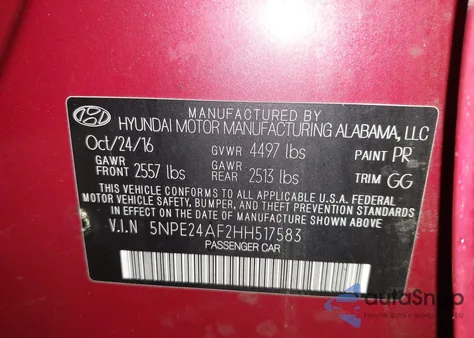 MANUFACTURED BY
HYUNDAI MOTOR MANUFACTURING ALABAMA, LLC
Oct/24/16 GVWR 4497 lbs PAINT PR
GAWR FRONT 2557 lbs GAWR REAR 2513 lbs TRIM GG
THIS VEHICLE CONFORMS TO ALL APPLICABLE U.S.A. FEDERAL
MOTOR VEHICLE SAFETY, BUMPER, AND THEFT PREVENTION STANDARDS
IN EFFECT ON THE DATE OF MANUFACTURE SHOWN ABOVE
V.I.N 5NPE24AF2HH517583
PASSENGER CAR
autoSnap